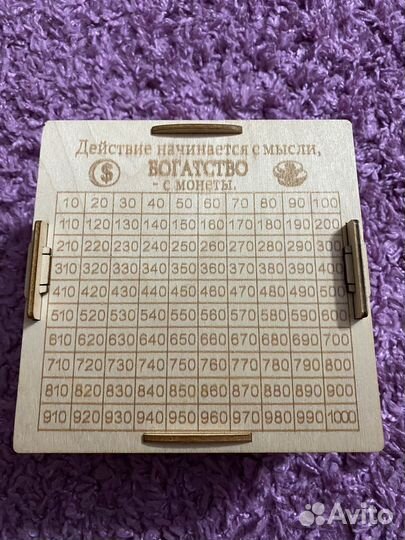 Действие начинается с мысли,
$ БОГАТСТВО
- с монеты.
10 20 30 40 50 60 70 80 90 100
110 120 130 140 150 160 170 180 190 200
210 220 230 240 250 260 270 280 290 300
310 320 330 340 350 360 370 380 390 400
410 420 430 440 450 460 470 480 490 500
510 520 530 540 550 560 570 580 590 600
610 620 630 640 650 660 670 680 690 700
710 720 730 740 750 760 770 780 790 800
810 820 830 840 850 860 870 880 890 900
910 920 930 940 950 960 970 980 990 1000
Avito